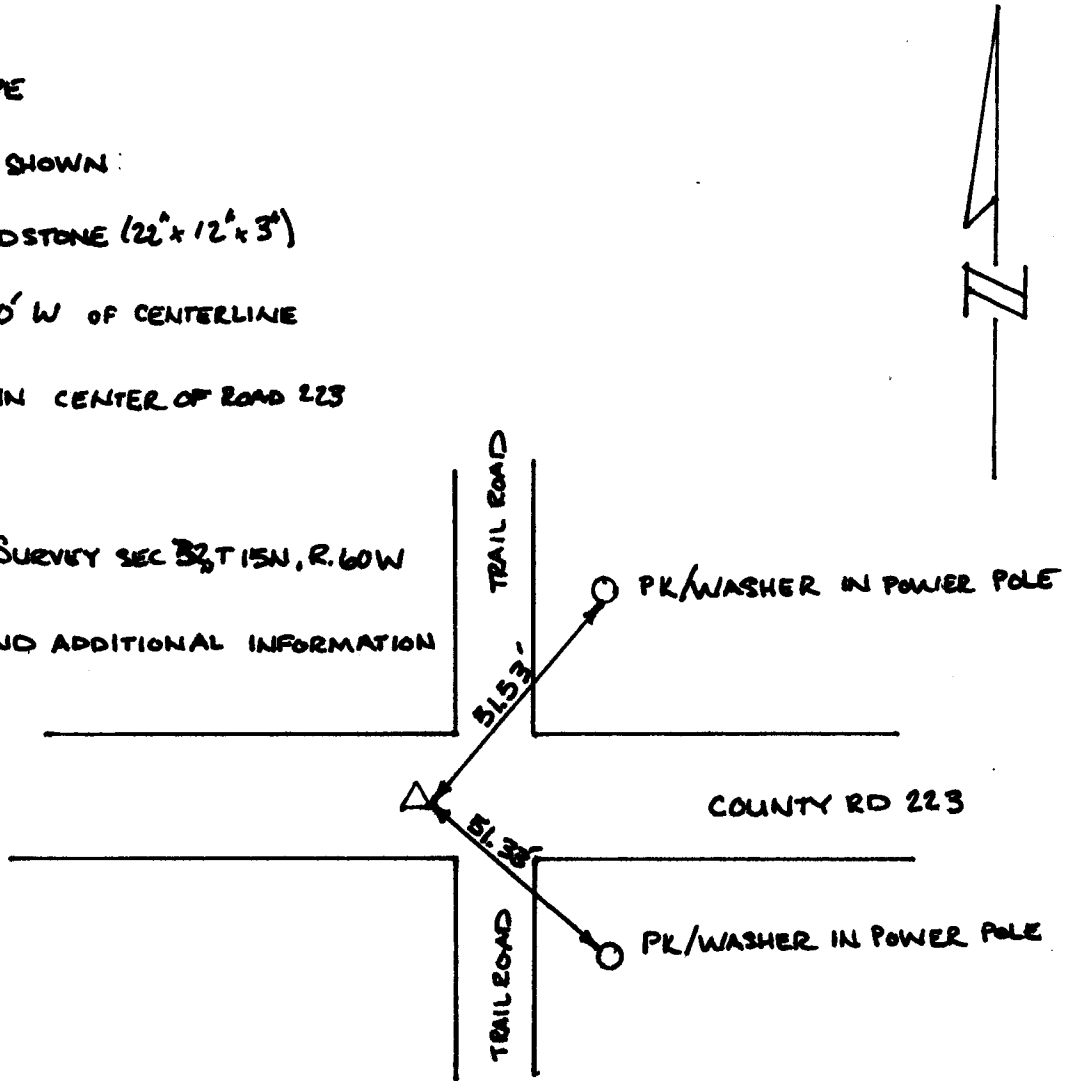 PE
SHOWN:
DSTONE (22"x 12"x 3")
0' W OF CENTERLINE
IN CENTER OF ROAD 223
SURVEY SEC 32, T 15N, R. 60W
ND ADDITIONAL INFORMATION
TRAIL ROAD
PK/WASHER IN POWER POLE
51.53'
COUNTY RD 223
51.38'
PK/WASHER IN POWER POLE
TRAIL ROAD
N